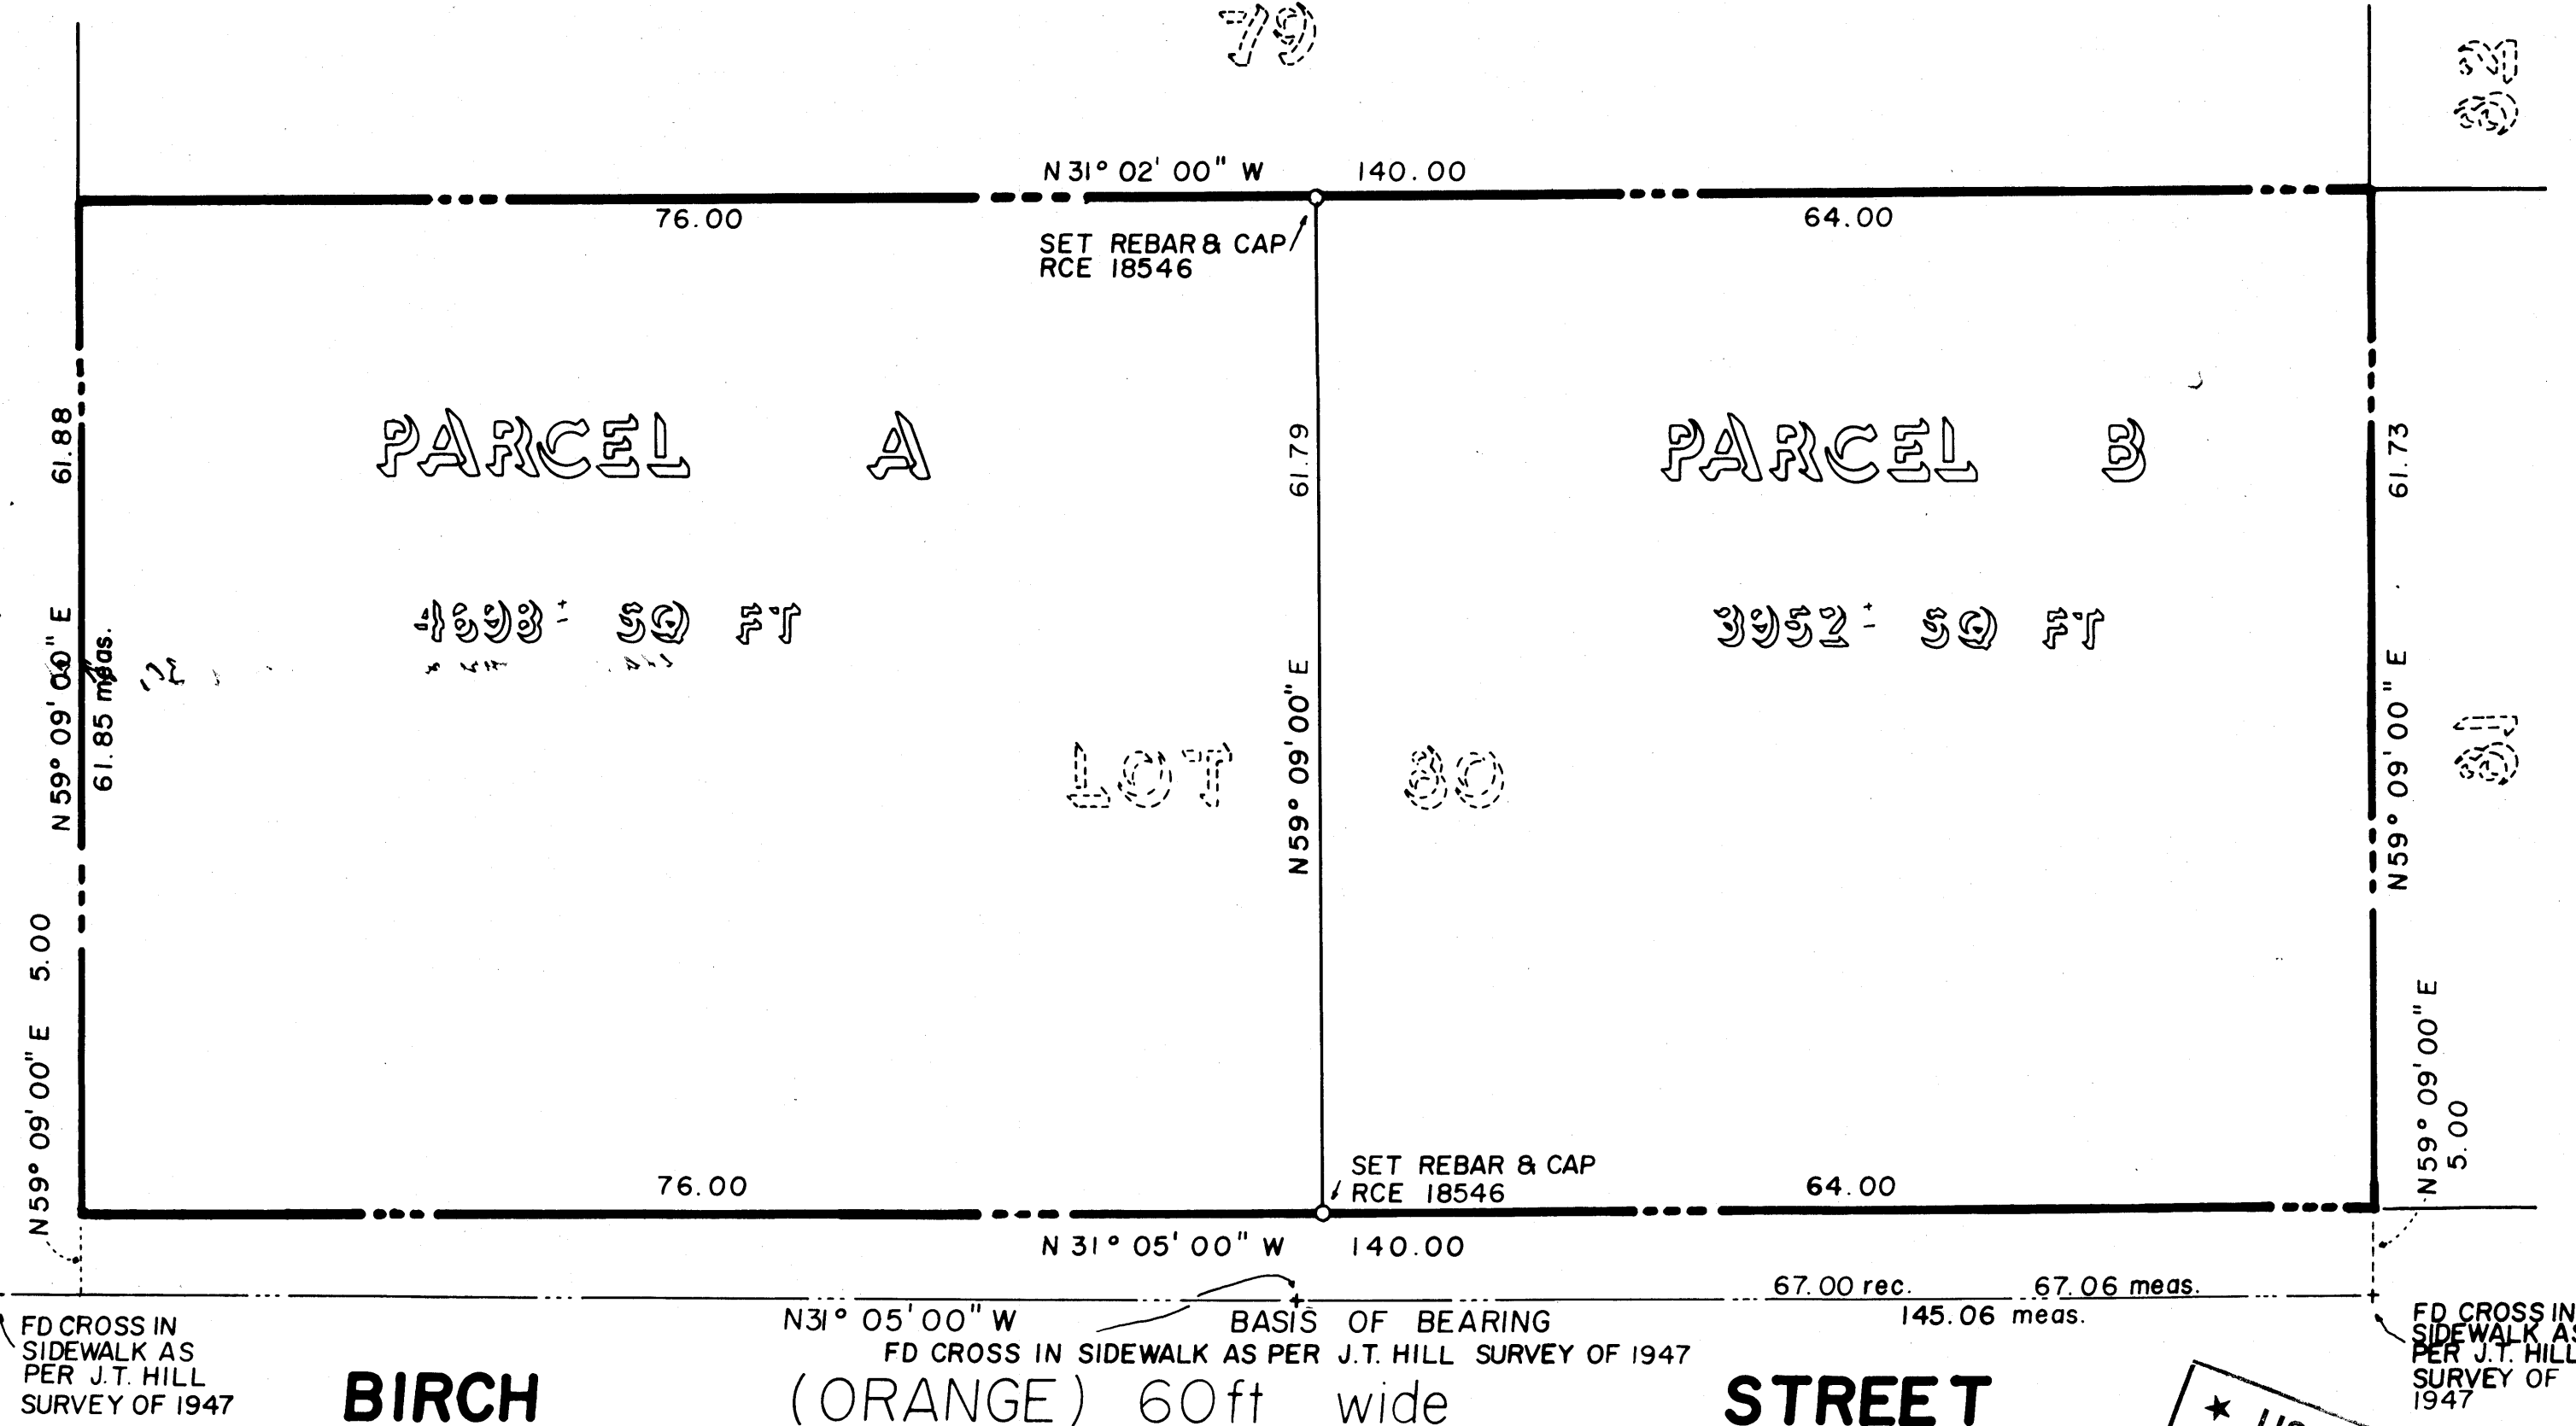 79
82
N 31° 02' 00" W 140.00
76.00
64.00
SET REBAR & CAP
RCE 18546
61.88
N 59° 09' 00" E
61.85 meas.
PARCEL A
4698± SQ FT
61.79
N 59° 09' 00" E
PARCEL B
3952± SQ FT
61.73
N 59° 09' 00" E
LOT 80
81
N 59° 09' 00" E 5.00
N 59° 09' 00" E
5.00
76.00
SET REBAR & CAP
RCE 18546
64.00
N 31° 05' 00" W 140.00
67.00 rec. 67.06 meas.
N 31° 05' 00" W BASIS OF BEARING 145.06 meas.
FD CROSS IN SIDEWALK AS PER J.T. HILL SURVEY OF 1947
FD CROSS IN
SIDEWALK AS
PER J.T. HILL
SURVEY OF 1947
FD CROSS IN
SIDEWALK AS
PER J.T. HILL
SURVEY OF
1947
BIRCH (ORANGE) 60ft wide STREET